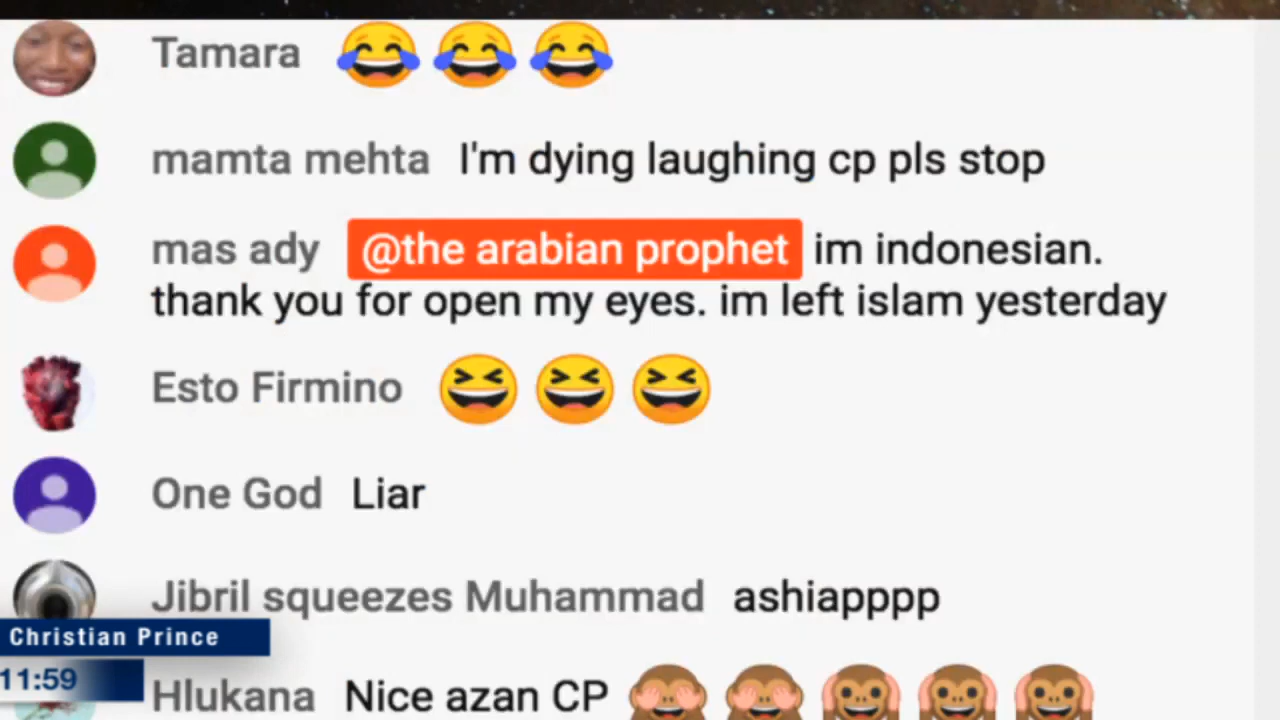 Tamara 😂 😂 😂
mamta mehta I'm dying laughing cp pls stop
mas ady @the arabian prophet im indonesian.
thank you for open my eyes. im left islam yesterday
Esto Firmino 😆 😆 😆
One God Liar
Jibril squeezes Muhammad ashiapppp
Christian Prince
11:59
Hlukana Nice azan CP 🙈 🙈 🙉 🙉 🙉